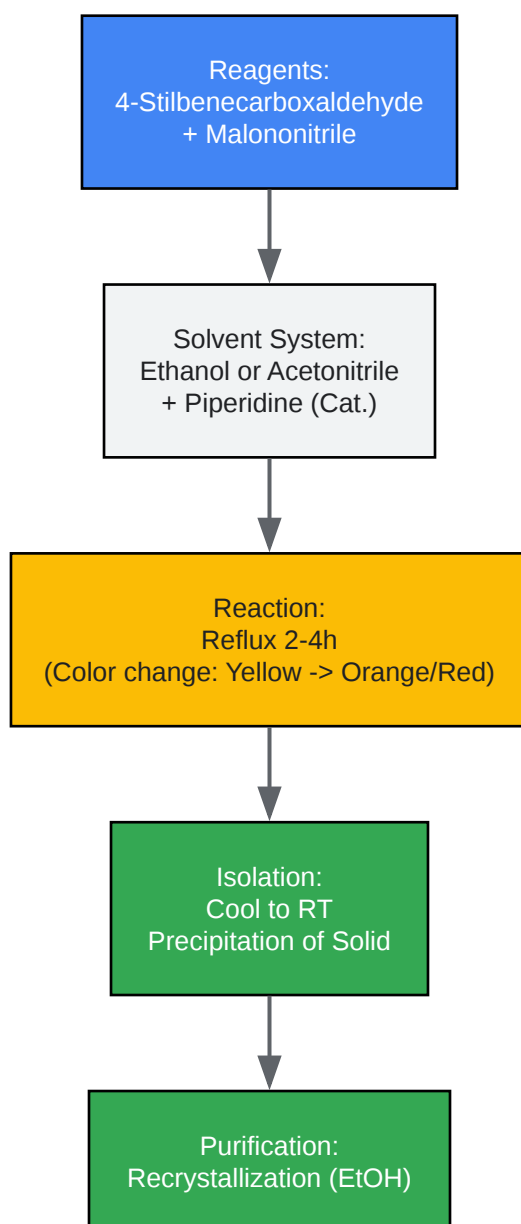 Reagents:
4-Stilbenecarboxaldehyde
+ Malononitrile
Solvent System:
Ethanol or Acetonitrile
+ Piperidine (Cat.)
Reaction:
Reflux 2-4h
(Color change: Yellow -> Orange/Red)
Isolation:
Cool to RT
Precipitation of Solid
Purification:
Recrystallization (EtOH)